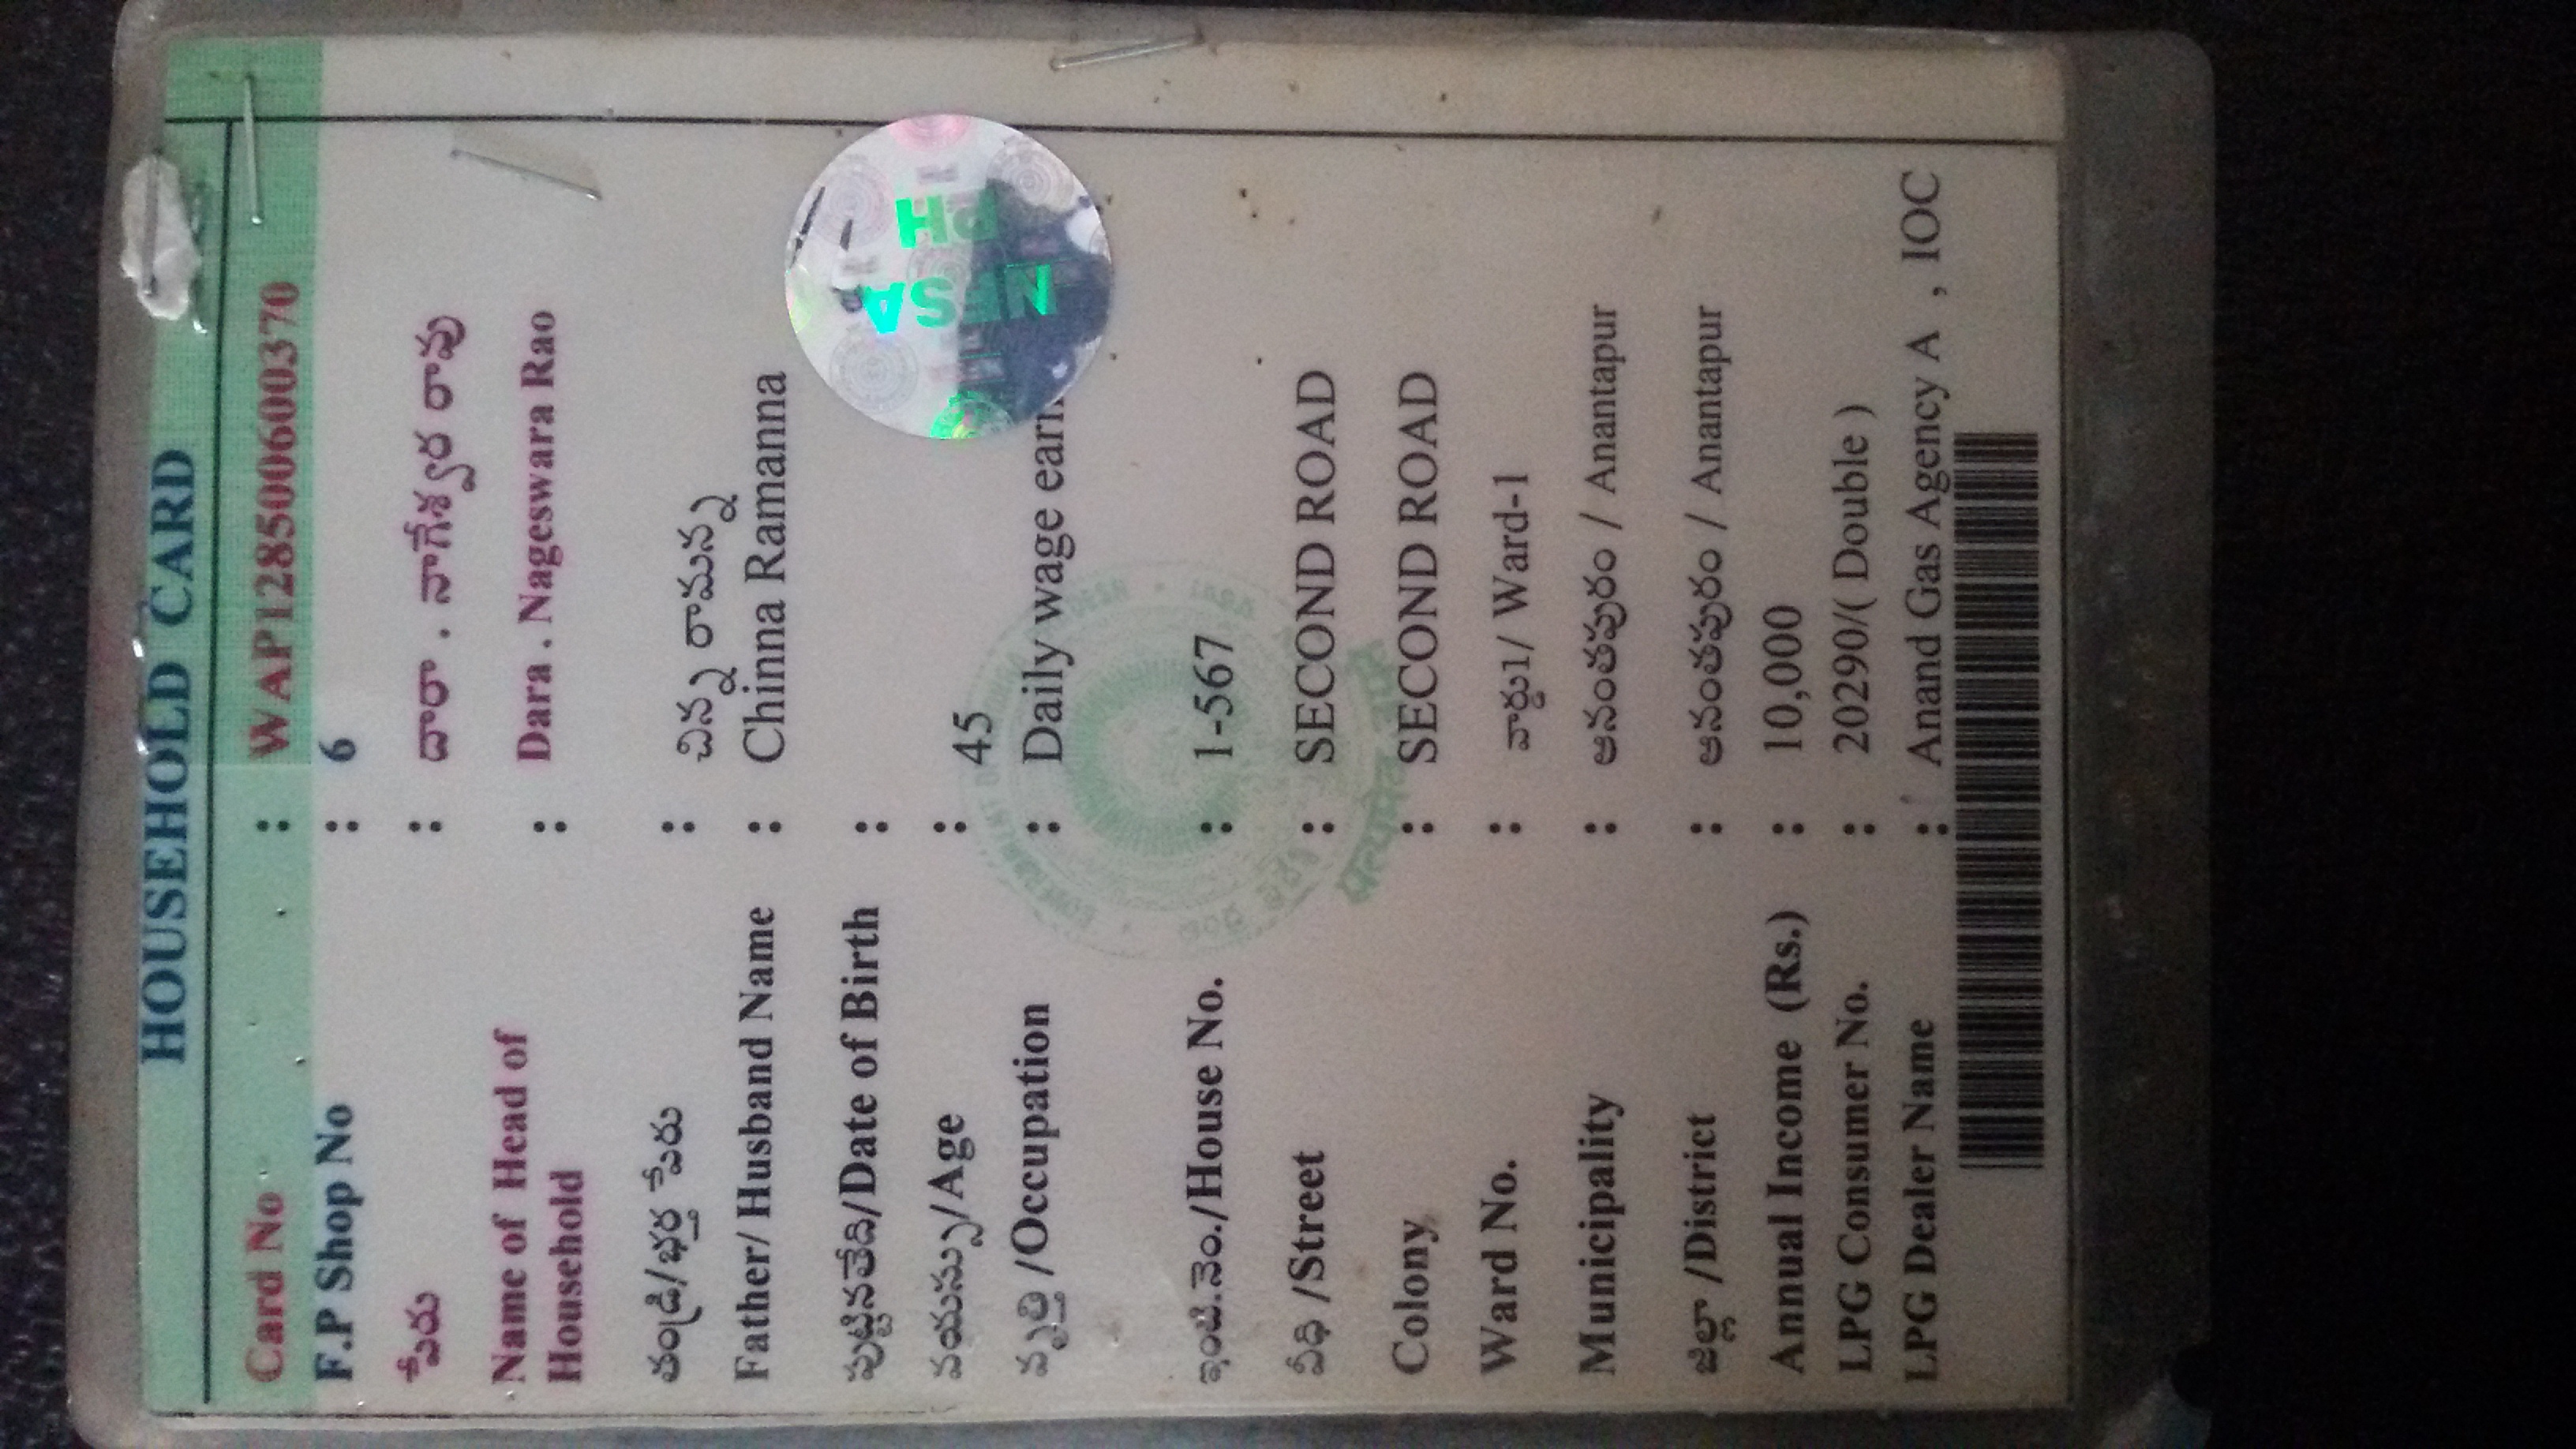 HOUSEHOLD CARD
Card No : WAP128500600370
F.P Shop No : 6
పేరు : దారా . నాగేశ్వర రావు
Name of Head of Household : Dara . Nageswara Rao
తండ్రి/భర్త పేరు : చిన్న రామన్న
Father/ Husband Name : Chinna Ramanna
పుట్టినతేది/Date of Birth :
వయస్సు/Age : 45
వృత్తి /Occupation : Daily wage
NFSA
PH
ఇంటి.నెం./House No. : 1-567
వీధి /Street : SECOND ROAD
Colony : SECOND ROAD
Ward No. : వార్డు1/ Ward-1
Municipality : అనంతపురం / Anantapur
జిల్లా /District : అనంతపురం / Anantapur
Annual Income (Rs.) : 10,000
LPG Consumer No. : 20290/( Double )
LPG Dealer Name : Anand Gas Agency A , IOC